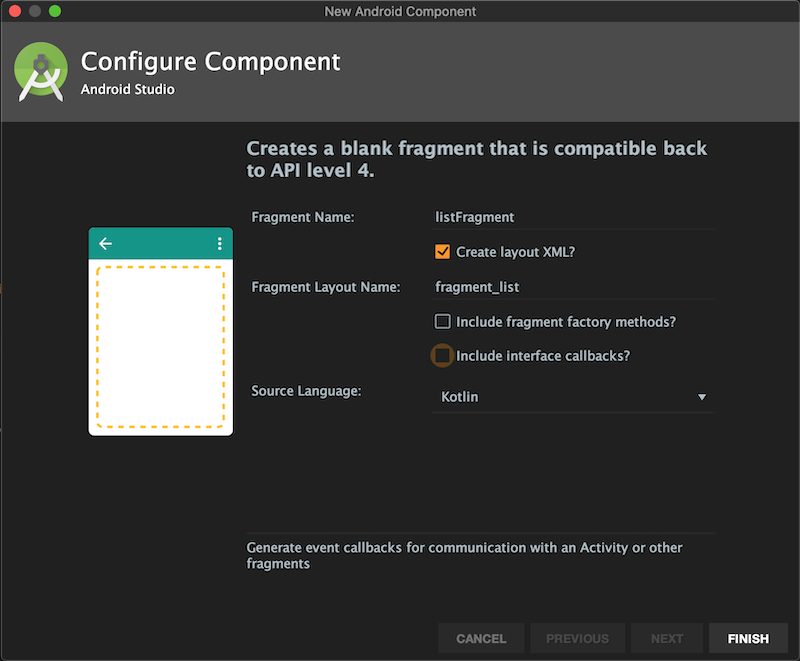 New Android Component
Configure Component
Android Studio
Creates a blank fragment that is compatible back
to API level 4.
Fragment Name:
listFragment
Create layout XML?
Fragment Layout Name:
fragment_list
Include fragment factory methods?
Include interface callbacks?
Source Language:
Kotlin
Generate event callbacks for communication with an Activity or other
fragments
CANCEL
PREVIOUS
NEXT
FINISH